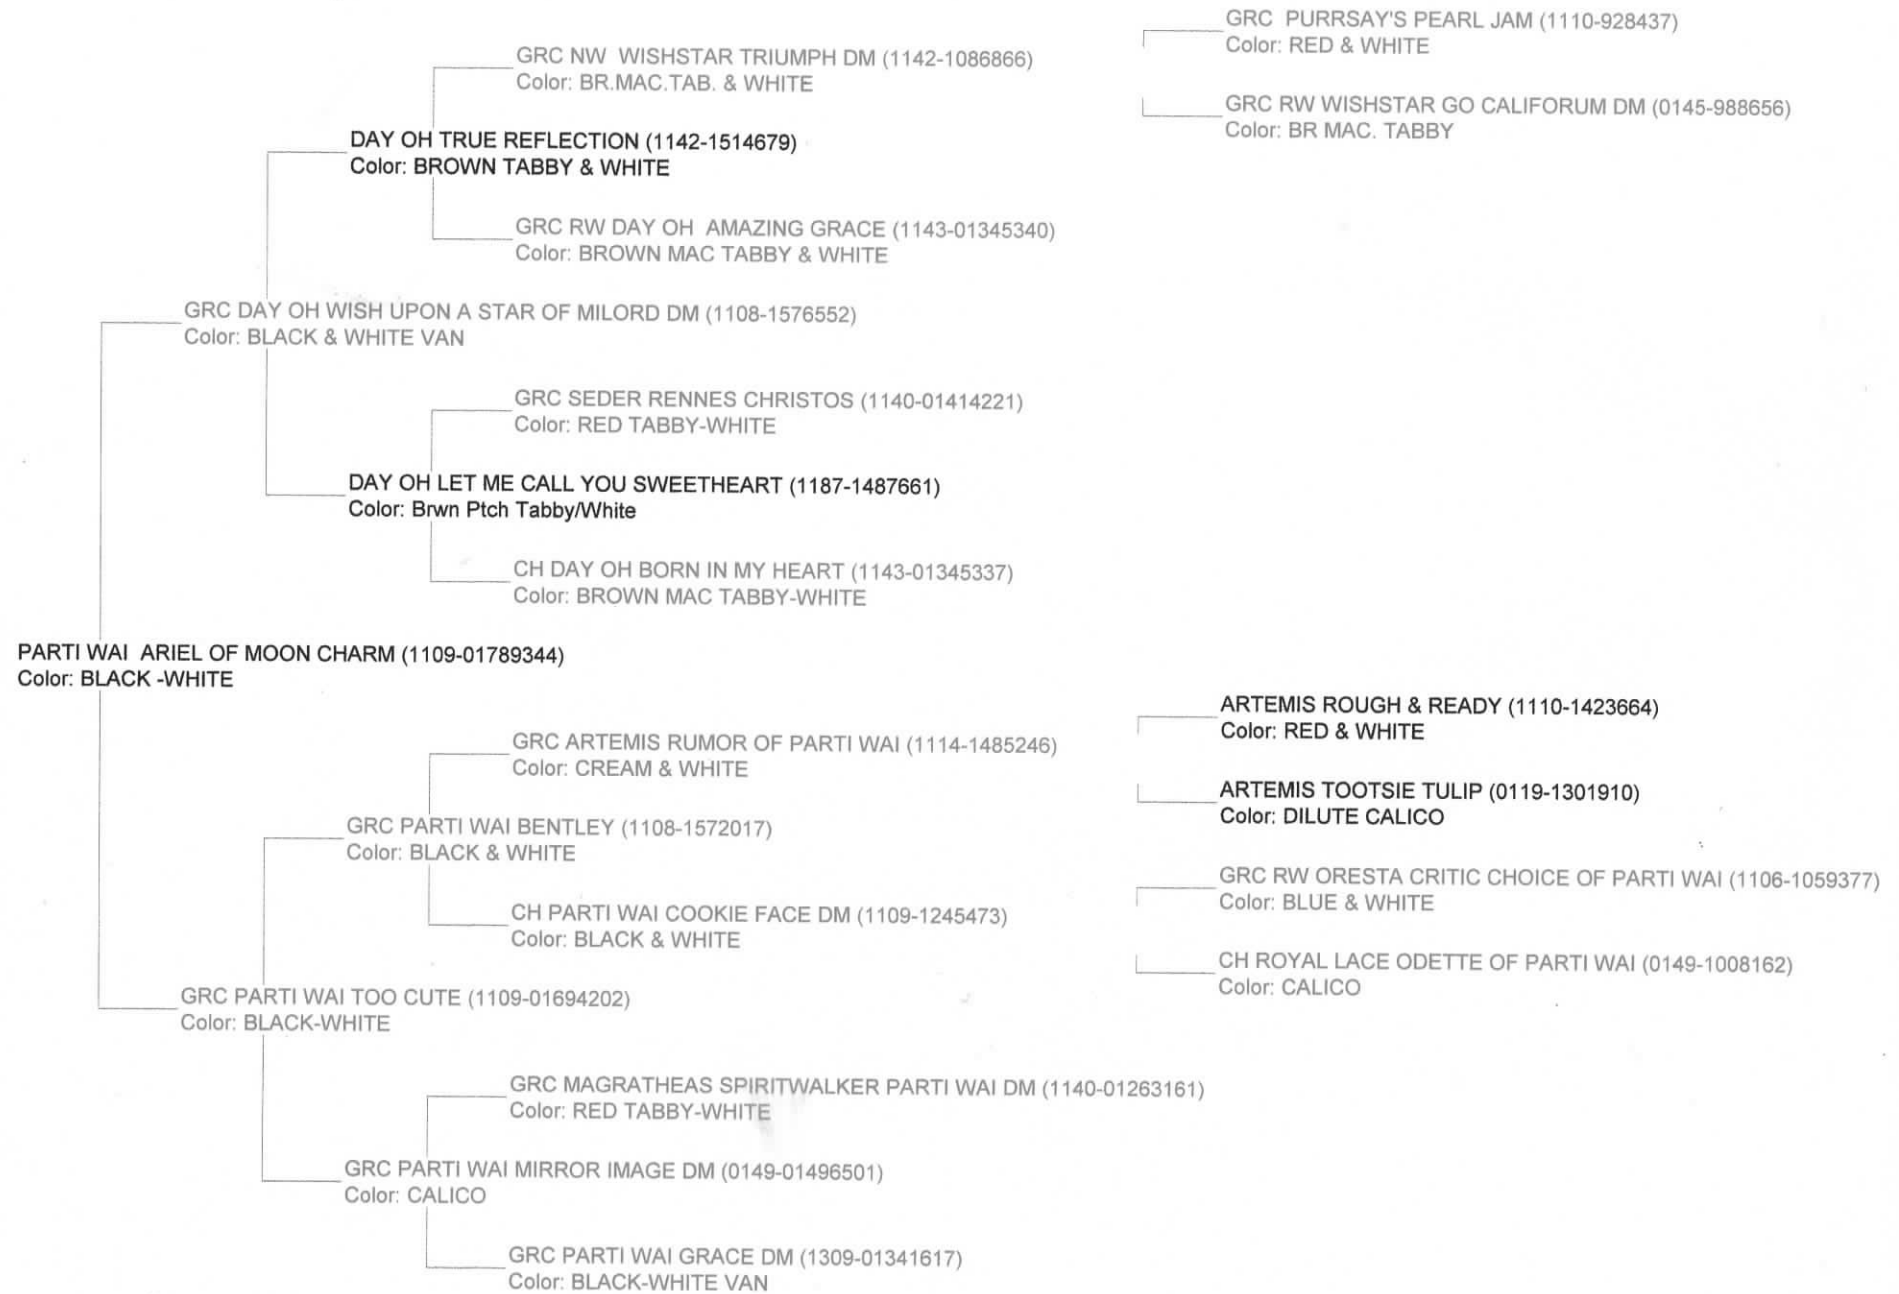 GRC PURRSAY'S PEARL JAM (1110-928437)
Color: RED & WHITE
GRC NW WISHSTAR TRIUMPH DM (1142-1086866)
Color: BR.MAC.TAB. & WHITE
GRC RW WISHSTAR GO CALIFORUM DM (0145-988656)
Color: BR MAC. TABBY
DAY OH TRUE REFLECTION (1142-1514679)
Color: BROWN TABBY & WHITE
GRC RW DAY OH AMAZING GRACE (1143-01345340)
Color: BROWN MAC TABBY & WHITE
GRC DAY OH WISH UPON A STAR OF MILORD DM (1108-1576552)
Color: BLACK & WHITE VAN
GRC SEDER RENNES CHRISTOS (1140-01414221)
Color: RED TABBY-WHITE
DAY OH LET ME CALL YOU SWEETHEART (1187-1487661)
Color: Brwn Ptch Tabby/White
CH DAY OH BORN IN MY HEART (1143-01345337)
Color: BROWN MAC TABBY-WHITE
PARTI WAI ARIEL OF MOON CHARM (1109-01789344)
Color: BLACK -WHITE
ARTEMIS ROUGH & READY (1110-1423664)
Color: RED & WHITE
GRC ARTEMIS RUMOR OF PARTI WAI (1114-1485246)
Color: CREAM & WHITE
ARTEMIS TOOTSIE TULIP (0119-1301910)
Color: DILUTE CALICO
GRC PARTI WAI BENTLEY (1108-1572017)
Color: BLACK & WHITE
GRC RW ORESTA CRITIC CHOICE OF PARTI WAI (1106-1059377)
Color: BLUE & WHITE
CH PARTI WAI COOKIE FACE DM (1109-1245473)
Color: BLACK & WHITE
CH ROYAL LACE ODETTE OF PARTI WAI (0149-1008162)
Color: CALICO
GRC PARTI WAI TOO CUTE (1109-01694202)
Color: BLACK-WHITE
GRC MAGRATHEAS SPIRITWALKER PARTI WAI DM (1140-01263161)
Color: RED TABBY-WHITE
GRC PARTI WAI MIRROR IMAGE DM (0149-01496501)
Color: CALICO
GRC PARTI WAI GRACE DM (1309-01341617)
Color: BLACK-WHITE VAN